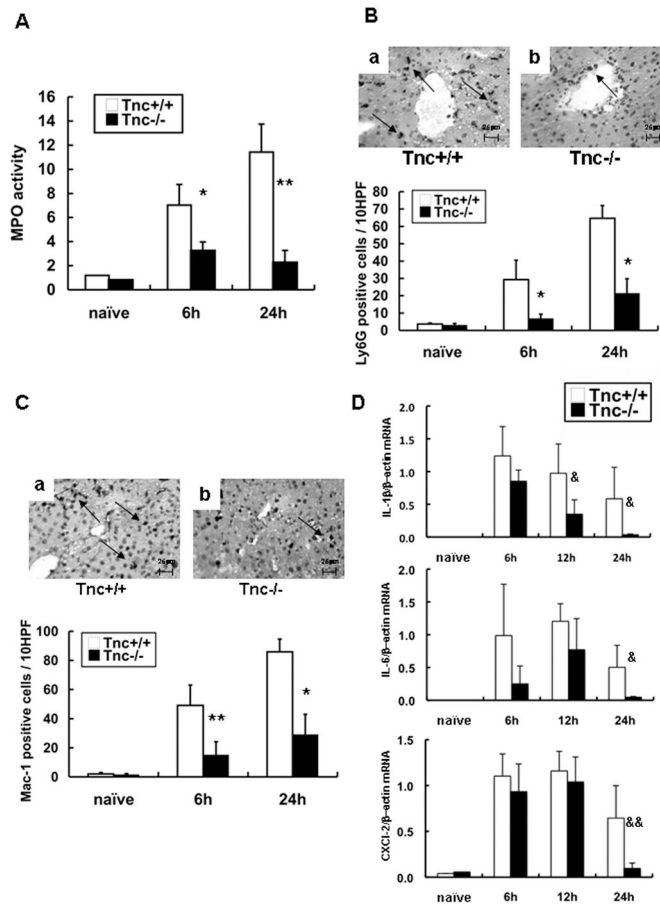 A
Tnc+/+
Tnc-/-
MPO activity
16
14
12
10
8
6
4
2
0
*
**
naïve 6h 24h
B
a b
26µm 26µm
Tnc+/+ Tnc-/-
Tnc+/+
Tnc-/-
Ly6G positive cells / 10HPF
80
70
60
50
40
30
20
10
0
*
*
naïve 6h 24h
C
a b
26µm 26µm
Tnc+/+ Tnc-/-
Tnc+/+
Tnc-/-
Mac-1 positive cells / 10HPF
100
80
60
40
20
0
**
*
naïve 6h 24h
D
Tnc+/+
Tnc-/-
IL-1β/β-actin mRNA
2.0
1.5
1.0
0.5
0.0
&
&
naïve 6h 12h 24h
IL-6/β-actin mRNA
2.0
1.5
1.0
0.5
0.0
&
naïve 6h 12h 24h
CXCl-2/β-actin mRNA
1.5
1.0
0.5
0.0
&&
naïve 6h 12h 24h